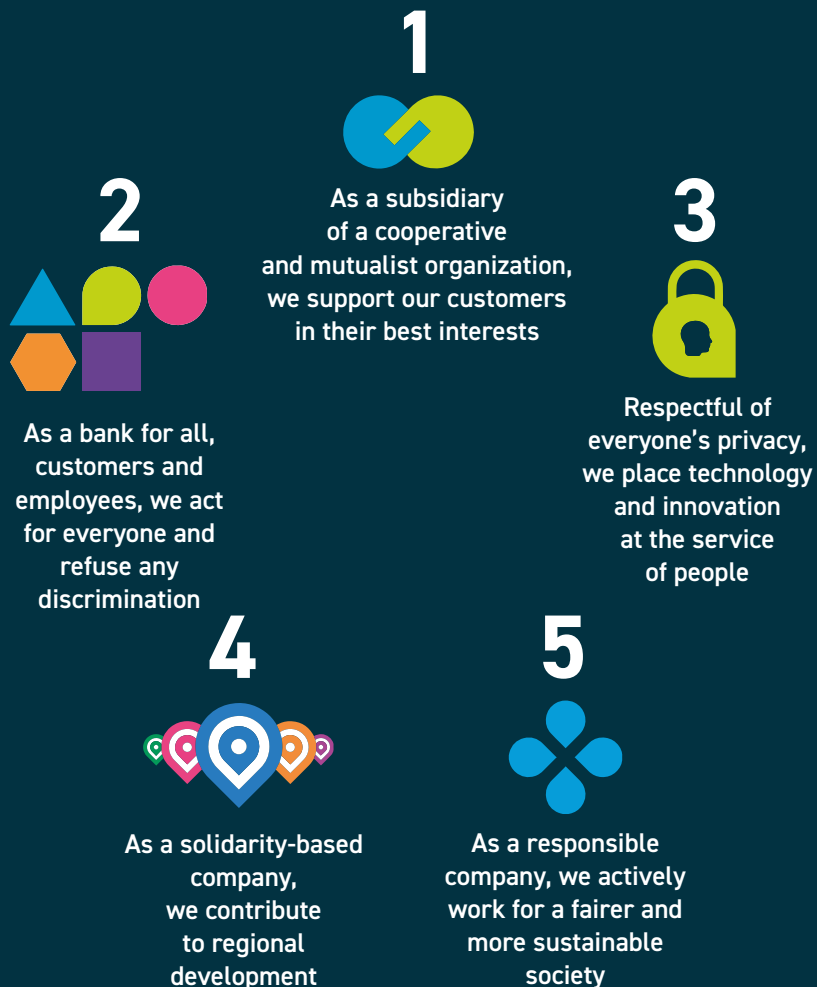 1
As a subsidiary
of a cooperative
and mutualist organization,
we support our customers
in their best interests
2
As a bank for all,
customers and
employees, we act
for everyone and
refuse any
discrimination
3
Respectful of
everyone’s privacy,
we place technology
and innovation
at the service
of people
4
As a solidarity-based
company,
we contribute
to regional
development
5
As a responsible
company, we actively
work for a fairer and
more sustainable
society